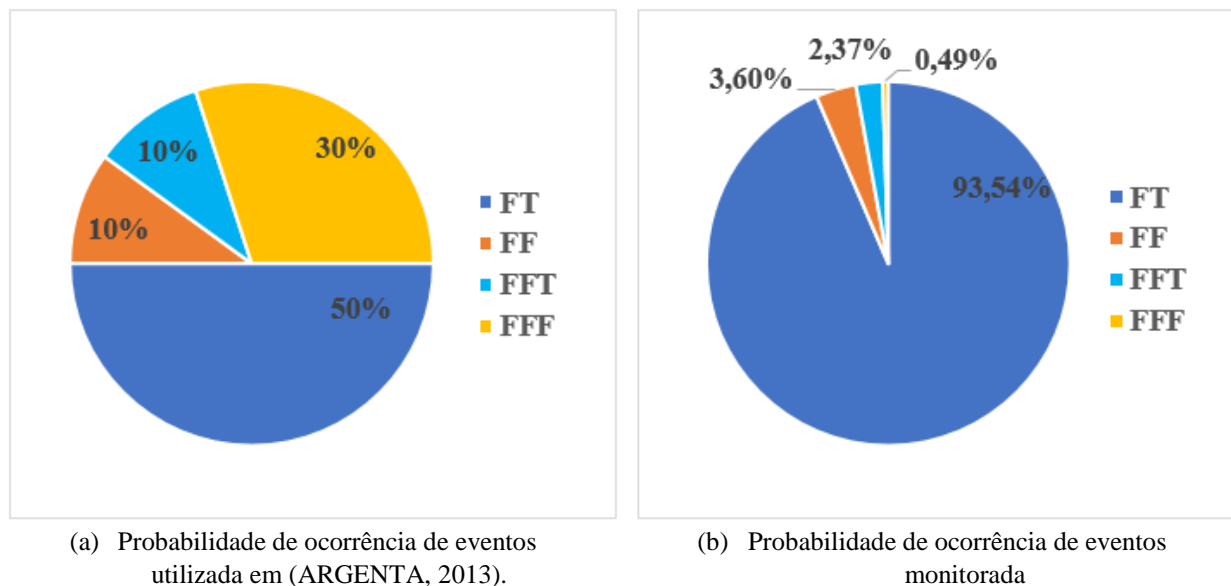 10%
30%
10%
50%
FT
FF
FFT
FFF
(a) Probabilidade de ocorrência de eventos
utilizada em (ARGENTA, 2013).
2,37%
0,49%
3,60%
93,54%
FT
FF
FFT
FFF
(b) Probabilidade de ocorrência de eventos
monitorada